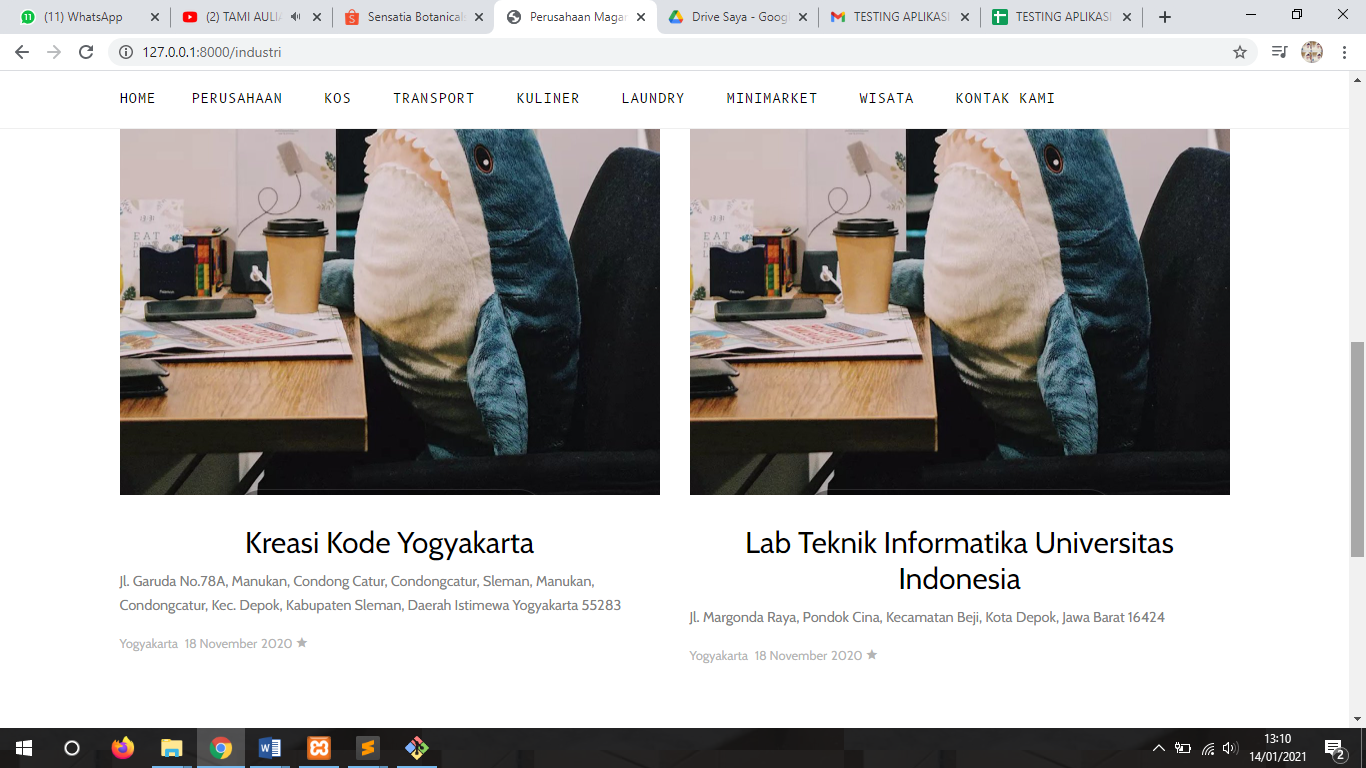 (11) WhatsApp
(2) TAMI AULIA
Sensatia Botanical
Perusahaan Magan
Drive Saya - Goog
TESTING APLIKASI
TESTING APLIKASI
127.0.0.1:8000/industri
HOME PERUSAHAAN KOS TRANSPORT KULINER LAUNDRY MINIMARKET WISATA KONTAK KAMI
EAT
EAT
Kreasi Kode Yogyakarta
Jl. Garuda No.78A, Manukan, Condong Catur, Condongcatur, Sleman, Manukan,
Condongcatur, Kec. Depok, Kabupaten Sleman, Daerah Istimewa Yogyakarta 55283
Yogyakarta 18 November 2020 ★
Lab Teknik Informatika Universitas
Indonesia
Jl. Margonda Raya, Pondok Cina, Kecamatan Beji, Kota Depok, Jawa Barat 16424
Yogyakarta 18 November 2020 ★
13:10
14/01/2021
2